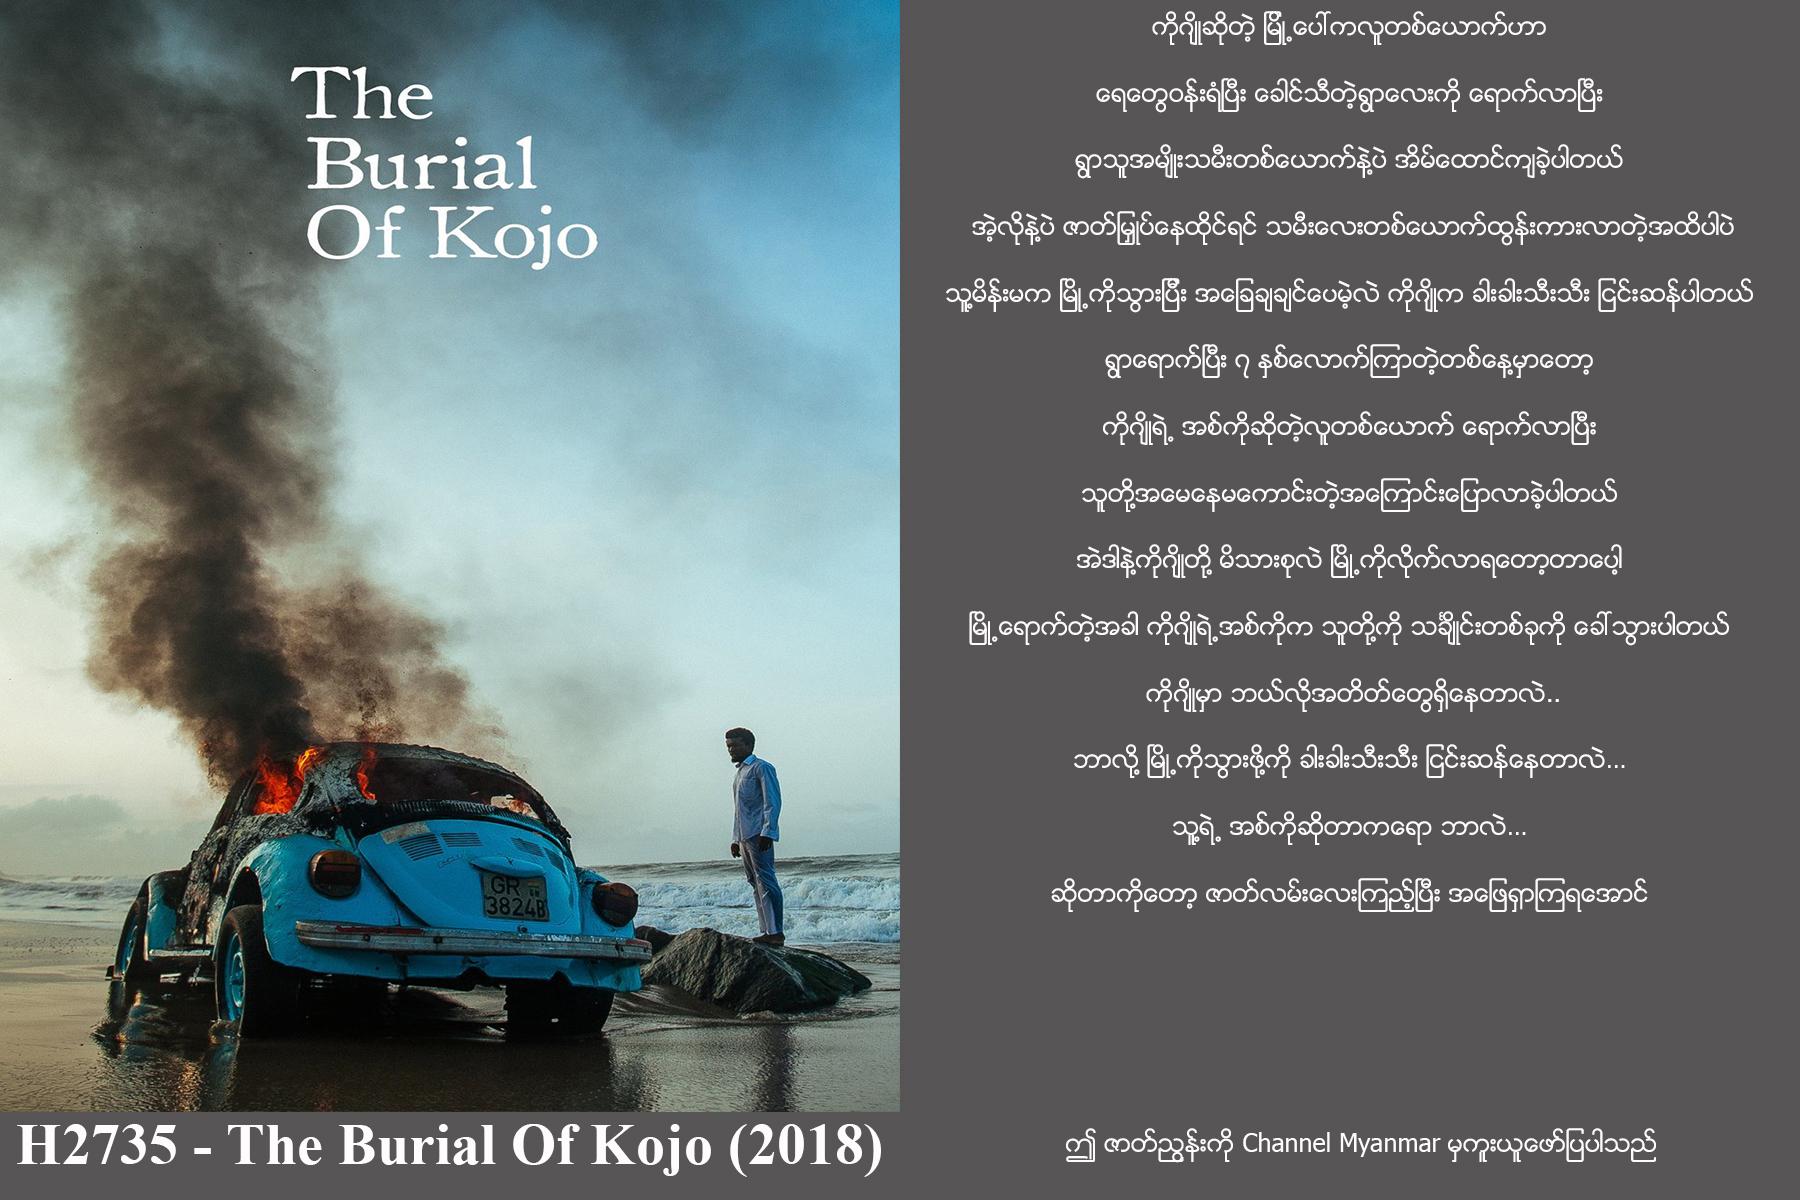 The
Burial
Of Kojo
GR
3824B
H2735 - The Burial Of Kojo (2018)
ကိုဂျိုဆိုတဲ့ မြို့ပေါ်ကလူတစ်ယောက်ဟာ
ရေတွေဝန်းရံပြီး ခေါင်သီတဲ့ရွာလေးကို ရောက်လာပြီး
ရွာသူအမျိုးသမီးတစ်ယောက်နဲ့ပဲ အိမ်ထောင်ကျခဲ့ပါတယ်
အဲ့လိုနဲ့ပဲ ဇာတ်မြှုပ်နေထိုင်ရင် သမီးလေးတစ်ယောက်ထွန်းကားလာတဲ့အထိပါပဲ
သူ့မိန်းမက မြို့ကိုသွားပြီး အခြေချချင်ပေမဲ့လဲ ကိုဂျိုက ခါးခါးသီးသီး ငြင်းဆန်ပါတယ်
ရွာရောက်ပြီး ၇ နှစ်လောက်ကြာတဲ့တစ်နေ့မှာတော့
ကိုဂျိုရဲ့ အစ်ကိုဆိုတဲ့လူတစ်ယောက် ရောက်လာပြီး
သူတို့အမေနေမကောင်းတဲ့အကြောင်းပြောလာခဲ့ပါတယ်
အဲဒါနဲ့ကိုဂျိုတို့ မိသားစုလဲ မြို့ကိုလိုက်လာရတော့တာပေါ့
မြို့ရောက်တဲ့အခါ ကိုဂျိုရဲ့အစ်ကိုက သူတို့ကို သင်္ချိုင်းတစ်ခုကို ခေါ်သွားပါတယ်
ကိုဂျိုမှာ ဘယ်လိုအတိတ်တွေရှိနေတာလဲ..
ဘာလို့ မြို့ကိုသွားဖို့ကို ခါးခါးသီးသီး ငြင်းဆန်နေတာလဲ...
သူ့ရဲ့ အစ်ကိုဆိုတာကရော ဘာလဲ...
ဆိုတာကိုတော့ ဇာတ်လမ်းလေးကြည့်ပြီး အဖြေရှာကြရအောင်
ဤ ဇာတ်ညွှန်းကို Channel Myanmar မှကူးယူဖော်ပြပါသည်